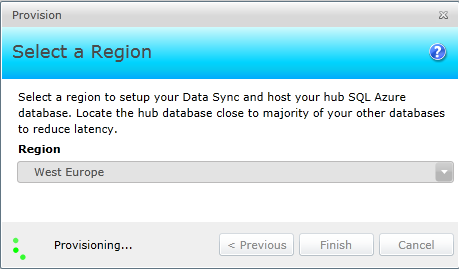 Provision
Select a Region
?
Select a region to setup your Data Sync and host your hub SQL Azure
database. Locate the hub database close to majority of your other databases
to reduce latency.
Region
West Europe
Provisioning...
< Previous
Finish
Cancel